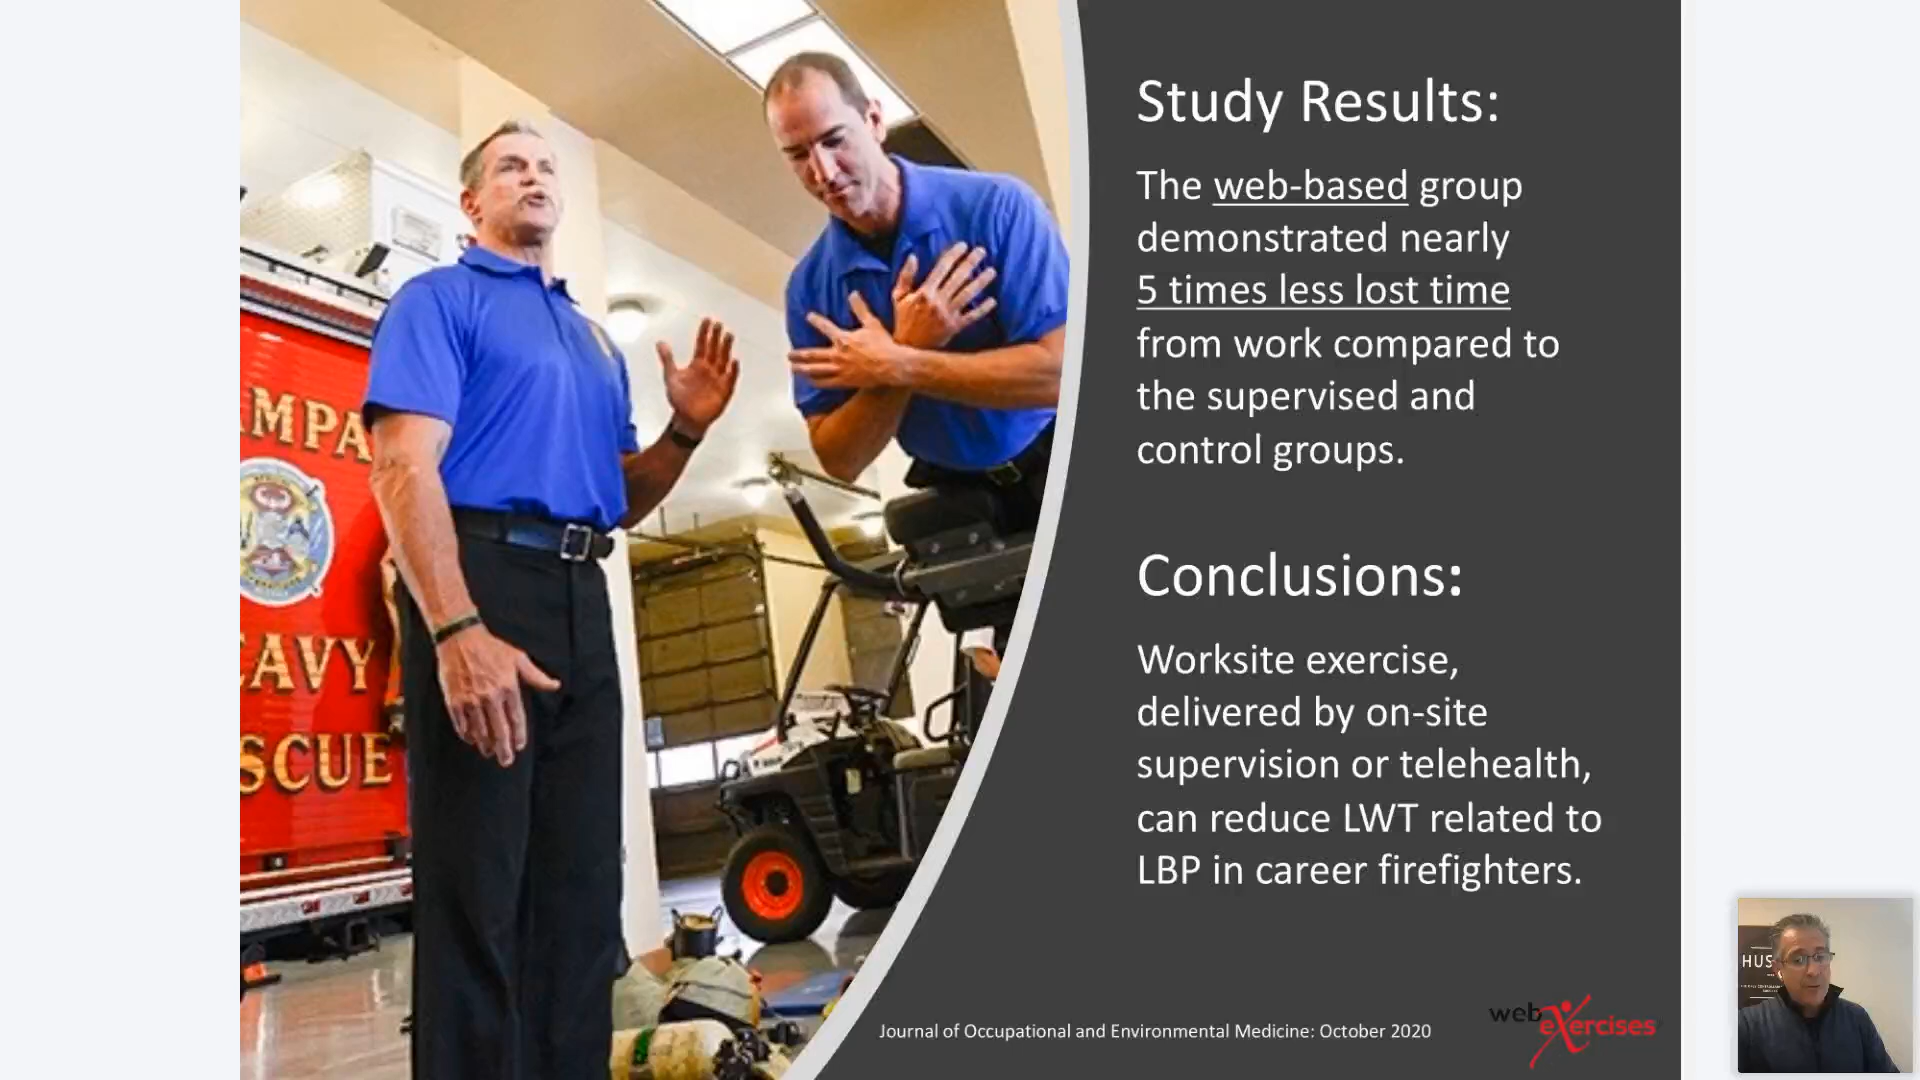 Study Results:
The web-based group
demonstrated nearly
5 times less lost time
from work compared to
the supervised and
control groups.
Conclusions:
Worksite exercise,
delivered by on-site
supervision or telehealth,
can reduce LWT related to
LBP in career firefighters.
Journal of Occupational and Environmental Medicine: October 2020
web exercises
MPA
EAVY
SCUE
HUS